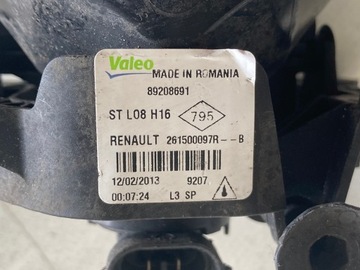 Valeo
MADE IN ROMANIA
89208691
ST L08 H16 795
RENAULT 261500097R--B
12/02/2013 9207
00:07:24 L3 SP